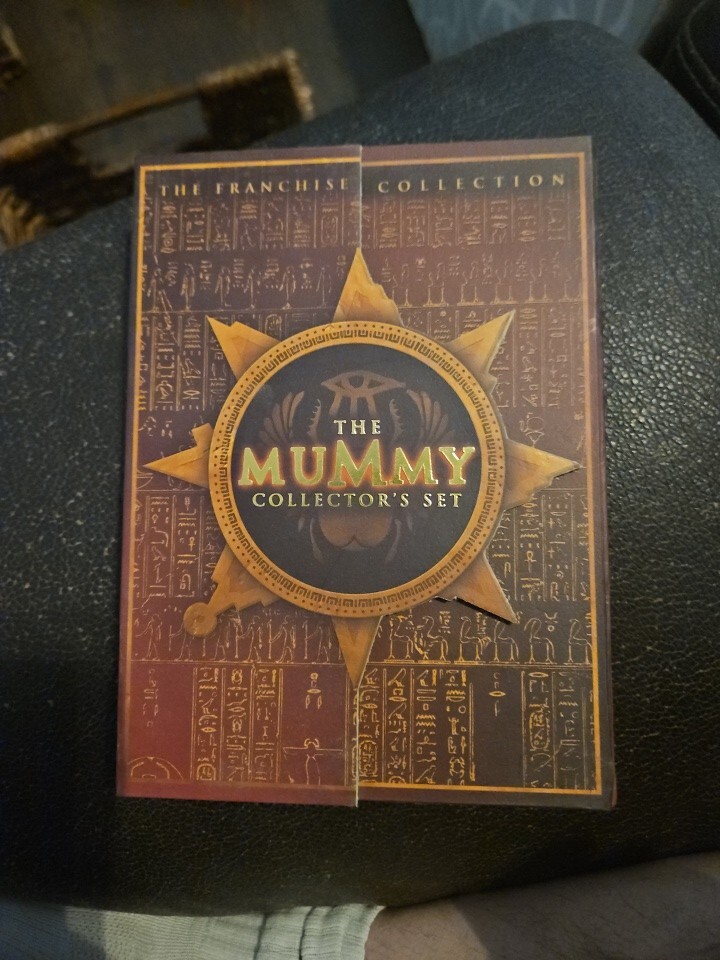 THE FRANCHISE COLLECTION
THE
MUMMY
COLLECTOR'S SET